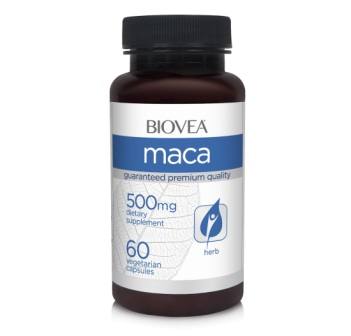 BIOVEA
maca
guaranteed premium quality
500mg
dietary
supplement
60
vegetarian
capsules
herb